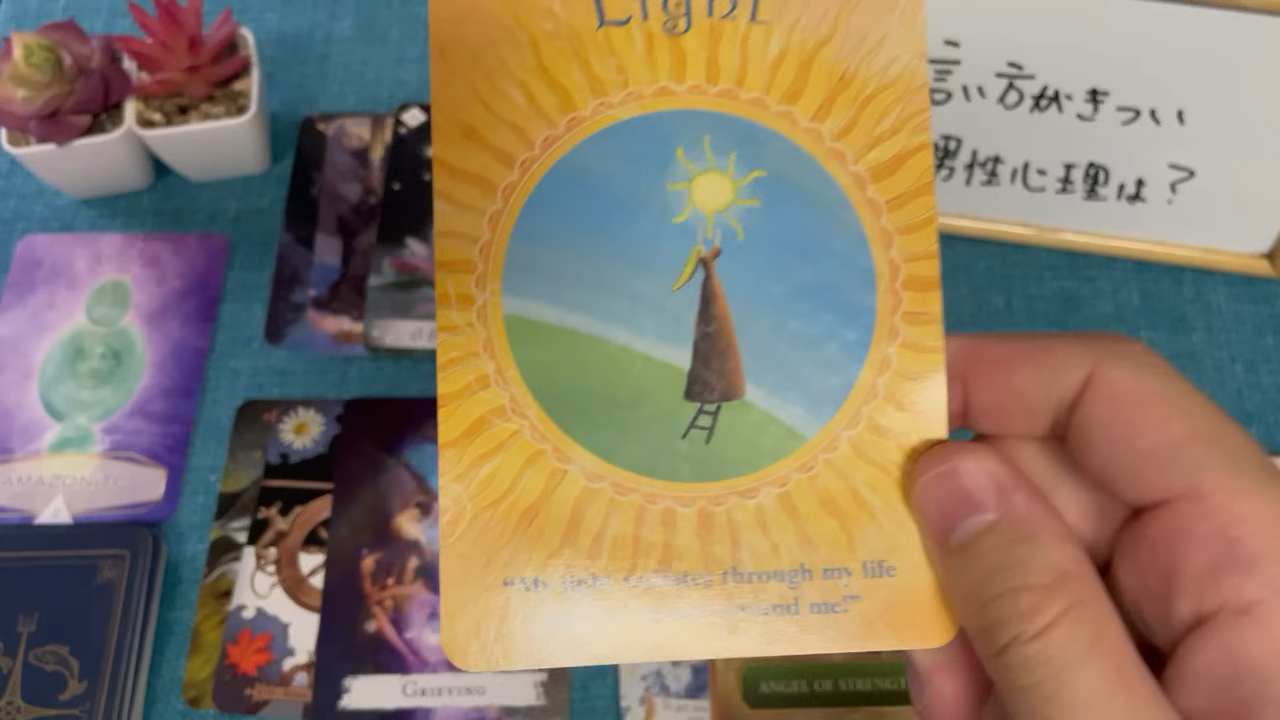 Light
言い方がきつい
男性心理は？
AMAZONITE
"My light radiates through my life
and me!"
GRIEVING
ANGEL OF STRENGT